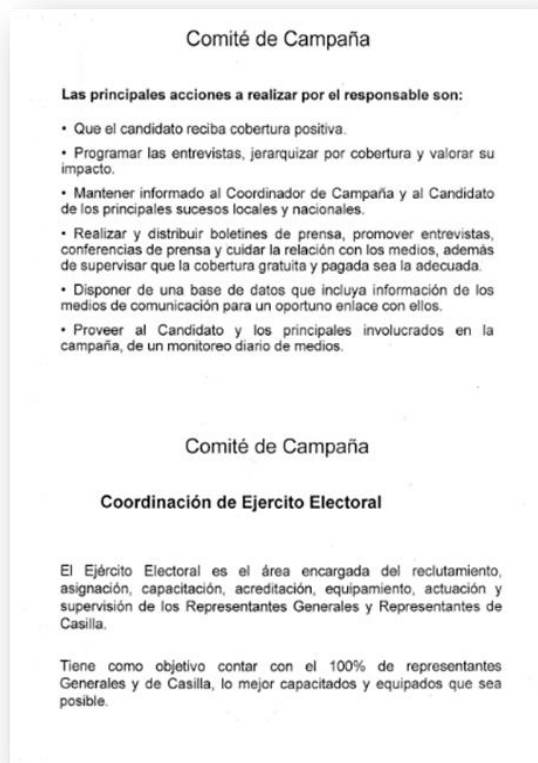 Comité de Campaña
Las principales acciones a realizar por el responsable son:
• Que el candidato reciba cobertura positiva.
• Programar las entrevistas, jerarquizar por cobertura y valorar su
impacto.
• Mantener informado al Coordinador de Campaña y al Candidato
de los principales sucesos locales y nacionales.
• Realizar y distribuir boletines de prensa, promover entrevistas,
conferencias de prensa y cuidar la relación con los medios, además
de supervisar que la cobertura gratuita y pagada sea la adecuada.
• Disponer de una base de datos que incluya información de los
medios de comunicación para un oportuno enlace con ellos.
• Proveer al Candidato y los principales involucrados en la
campaña, de un monitoreo diario de medios.
Comité de Campaña
Coordinación de Ejercito Electoral
El Ejército Electoral es el área encargada del reclutamiento,
asignación, capacitación, acreditación, equipamiento, actuación y
supervisión de los Representantes Generales y Representantes de
Casilla.
Tiene como objetivo contar con el 100% de representantes
Generales y de Casilla, lo mejor capacitados y equipados que sea
posible.